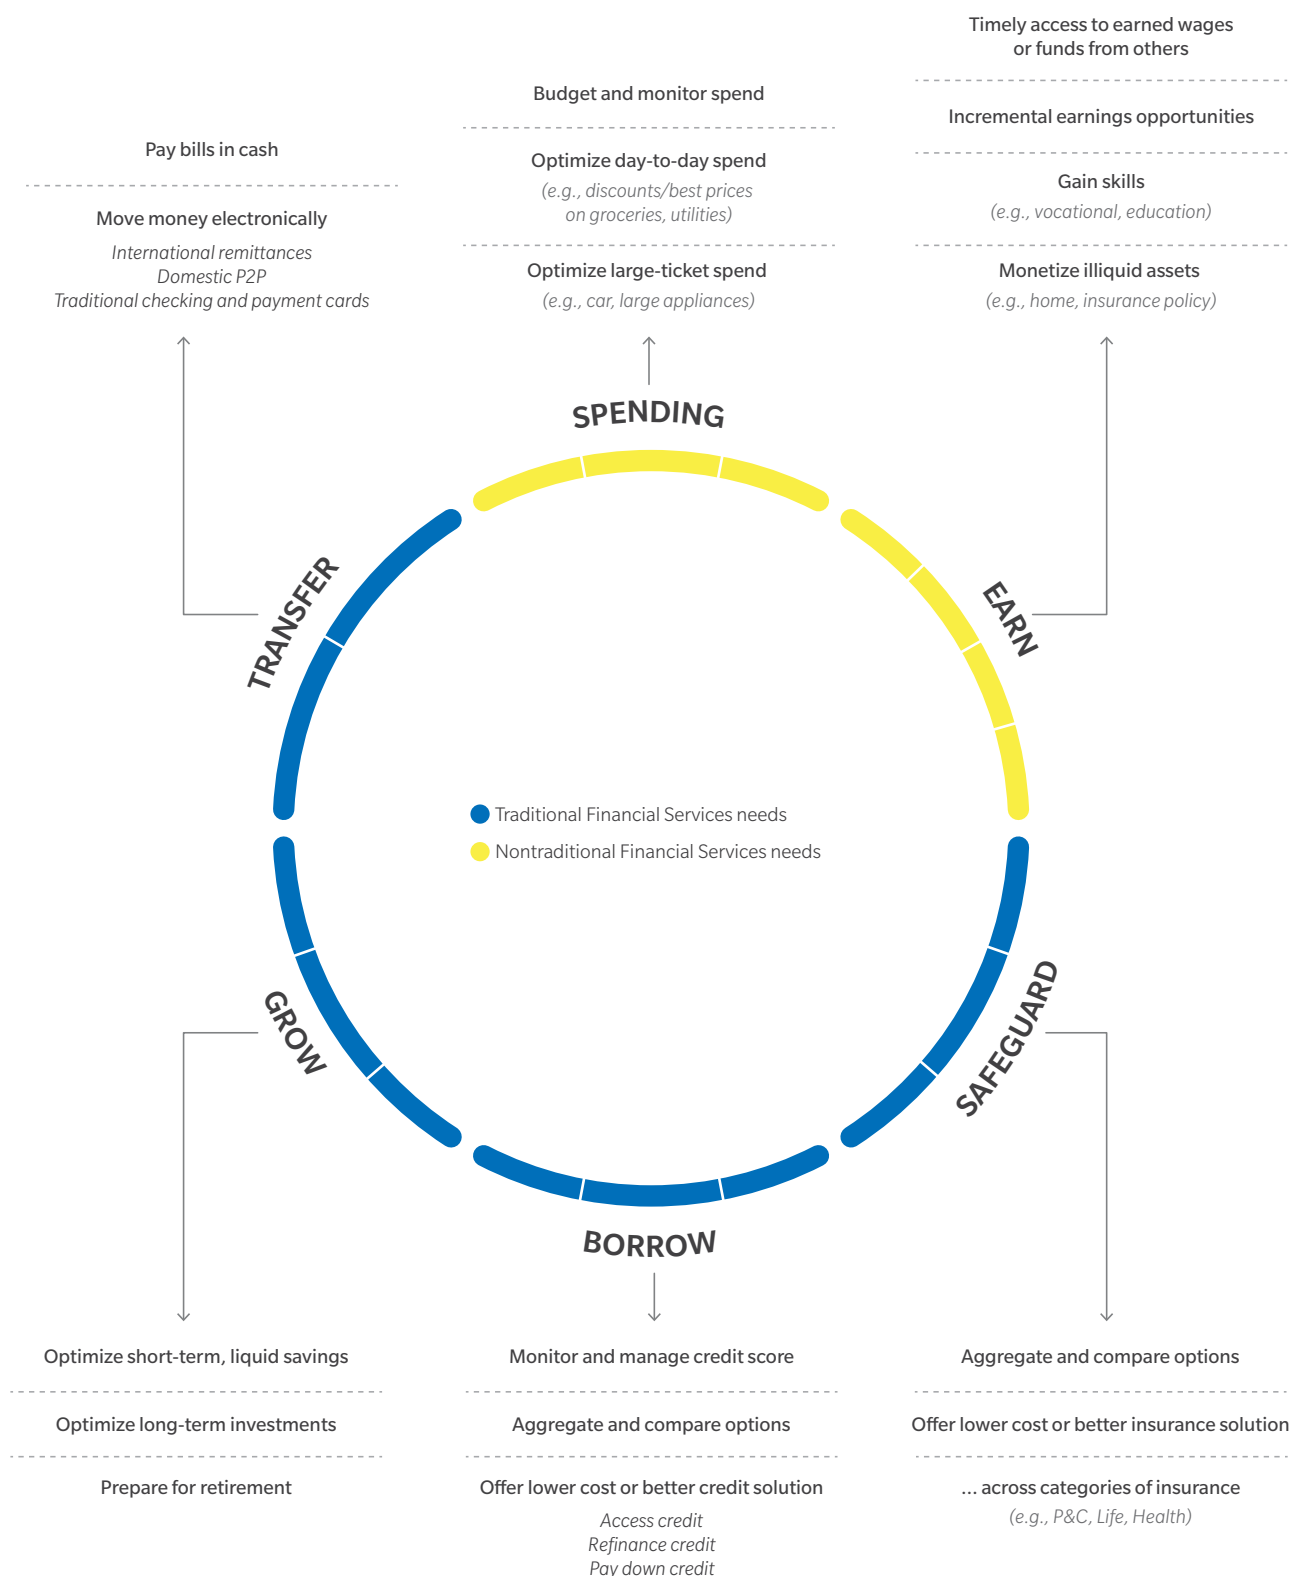 Pay bills in cash
Move money electronically
International remittances
Domestic P2P
Traditional checking and payment cards
Budget and monitor spend
Optimize day-to-day spend
(e.g., discounts/best prices
on groceries, utilities)
Optimize large-ticket spend
(e.g., car, large appliances)
Timely access to earned wages
or funds from others
Incremental earnings opportunities
Gain skills
(e.g., vocational, education)
Monetize illiquid assets
(e.g., home, insurance policy)
SPENDING
TRANSFER
EARN
Traditional Financial Services needs
Nontraditional Financial Services needs
GROW
SAFEGUARD
BORROW
Optimize short-term, liquid savings
Optimize long-term investments
Prepare for retirement
Monitor and manage credit score
Aggregate and compare options
Offer lower cost or better credit solution
Access credit
Refinance credit
Pay down credit
Aggregate and compare options
Offer lower cost or better insurance solution
... across categories of insurance
(e.g., P&C, Life, Health)